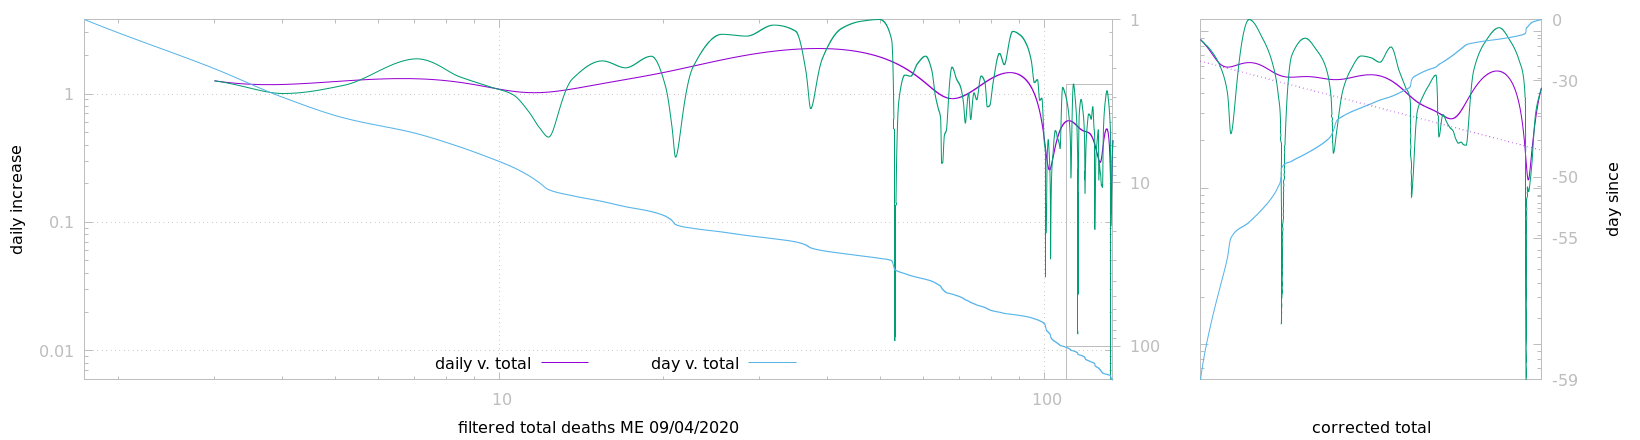 1
0.1
0.01
daily increase
10
100
filtered total deaths ME 09/04/2020
daily v. total
day v. total
1
10
100
0
-30
-50
-55
-59
day since
corrected total